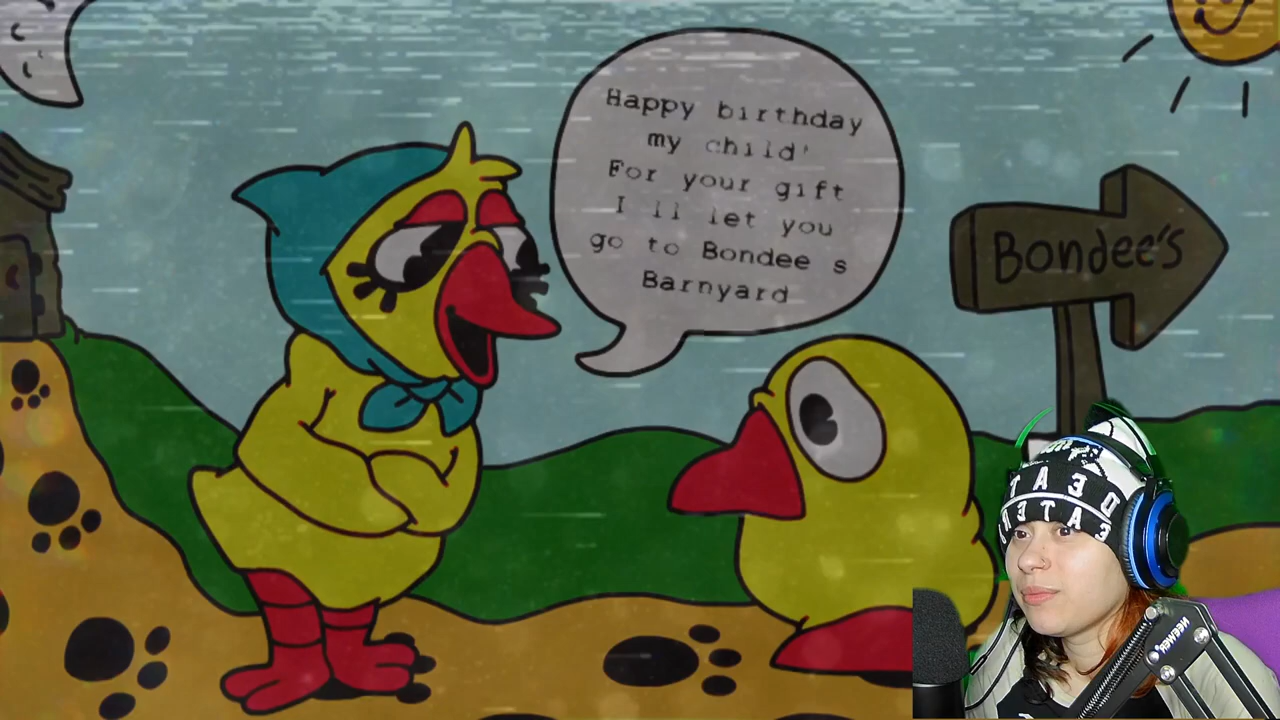 Happy birthday
my child!
For your gift
I ll let you
go to Bondee s
Barnyard
Bondee's